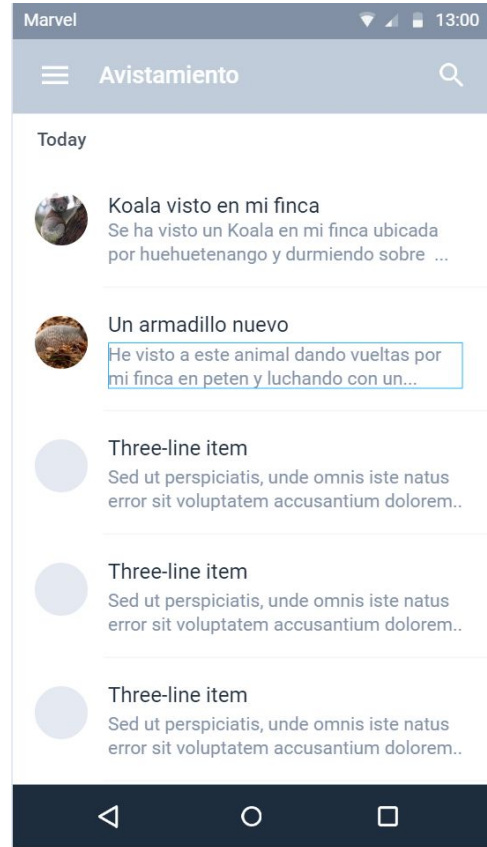 Marvel 13:00
Avistamiento
Today
Koala visto en mi finca
Se ha visto un Koala en mi finca ubicada
por huehuetenango y durmiendo sobre ...
Un armadillo nuevo
He visto a este animal dando vueltas por
mi finca en peten y luchando con un...
Three-line item
Sed ut perspiciatis, unde omnis iste natus
error sit voluptatem accusantium dolorem..
Three-line item
Sed ut perspiciatis, unde omnis iste natus
error sit voluptatem accusantium dolorem..
Three-line item
Sed ut perspiciatis, unde omnis iste natus
error sit voluptatem accusantium dolorem..